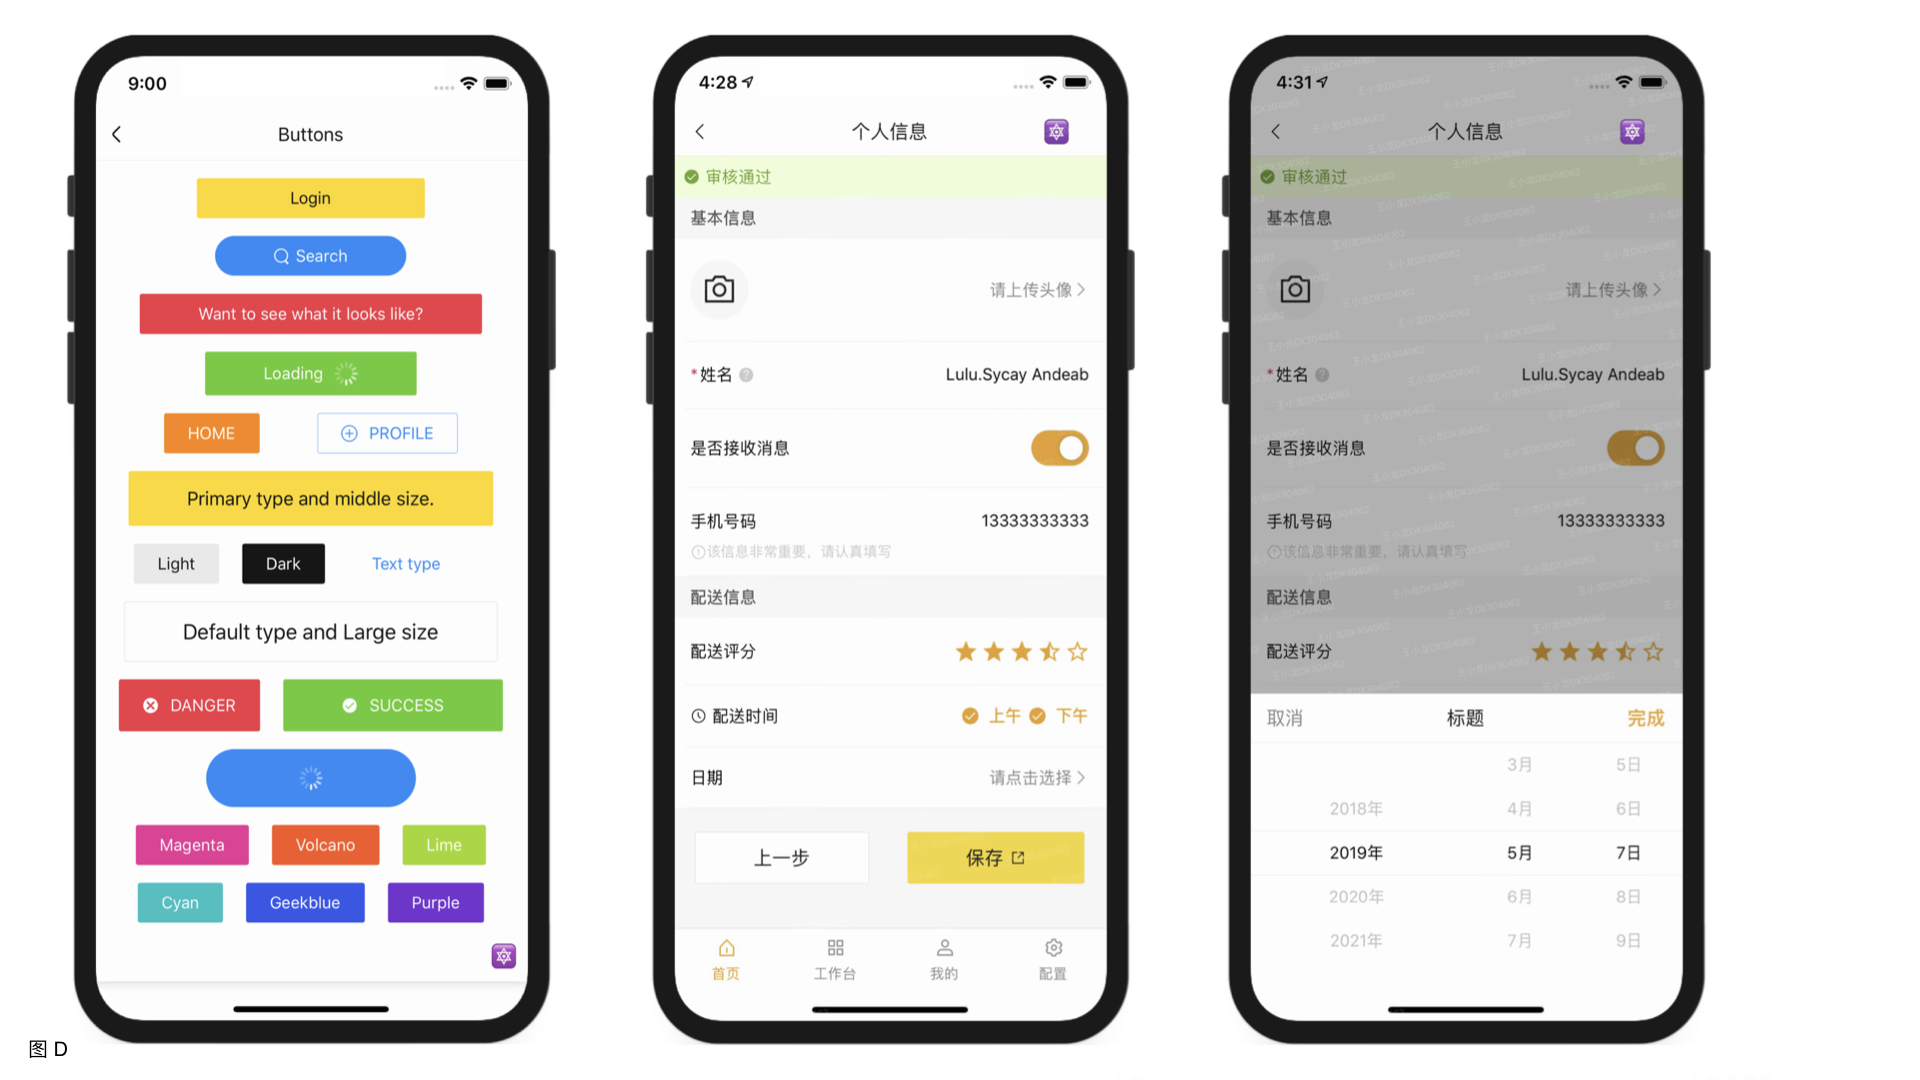 9:00
Buttons
Login
Search
Want to see what it looks like?
Loading
HOME PROFILE
Primary type and middle size.
Light Dark Text type
Default type and Large size
DANGER SUCCESS
Magenta Volcano Lime
Cyan Geekblue Purple
4:28
个人信息
审核通过
基本信息
请上传头像
*姓名
Lulu.Sycay Andeab
是否接收消息
手机号码 13333333333
该信息非常重要，请认真填写
配送信息
配送评分
配送时间 上午 下午
日期 请点击选择
上一步 保存
首页 工作台 我的 配置
4:31
个人信息
审核通过
基本信息
请上传头像
*姓名
Lulu.Sycay Andeab
是否接收消息
手机号码 13333333333
该信息非常重要，请认真填写
配送信息
配送评分
取消 标题 完成
3月 5日
2018年 4月 6日
2019年 5月 7日
2020年 6月 8日
2021年 7月 9日
图 D